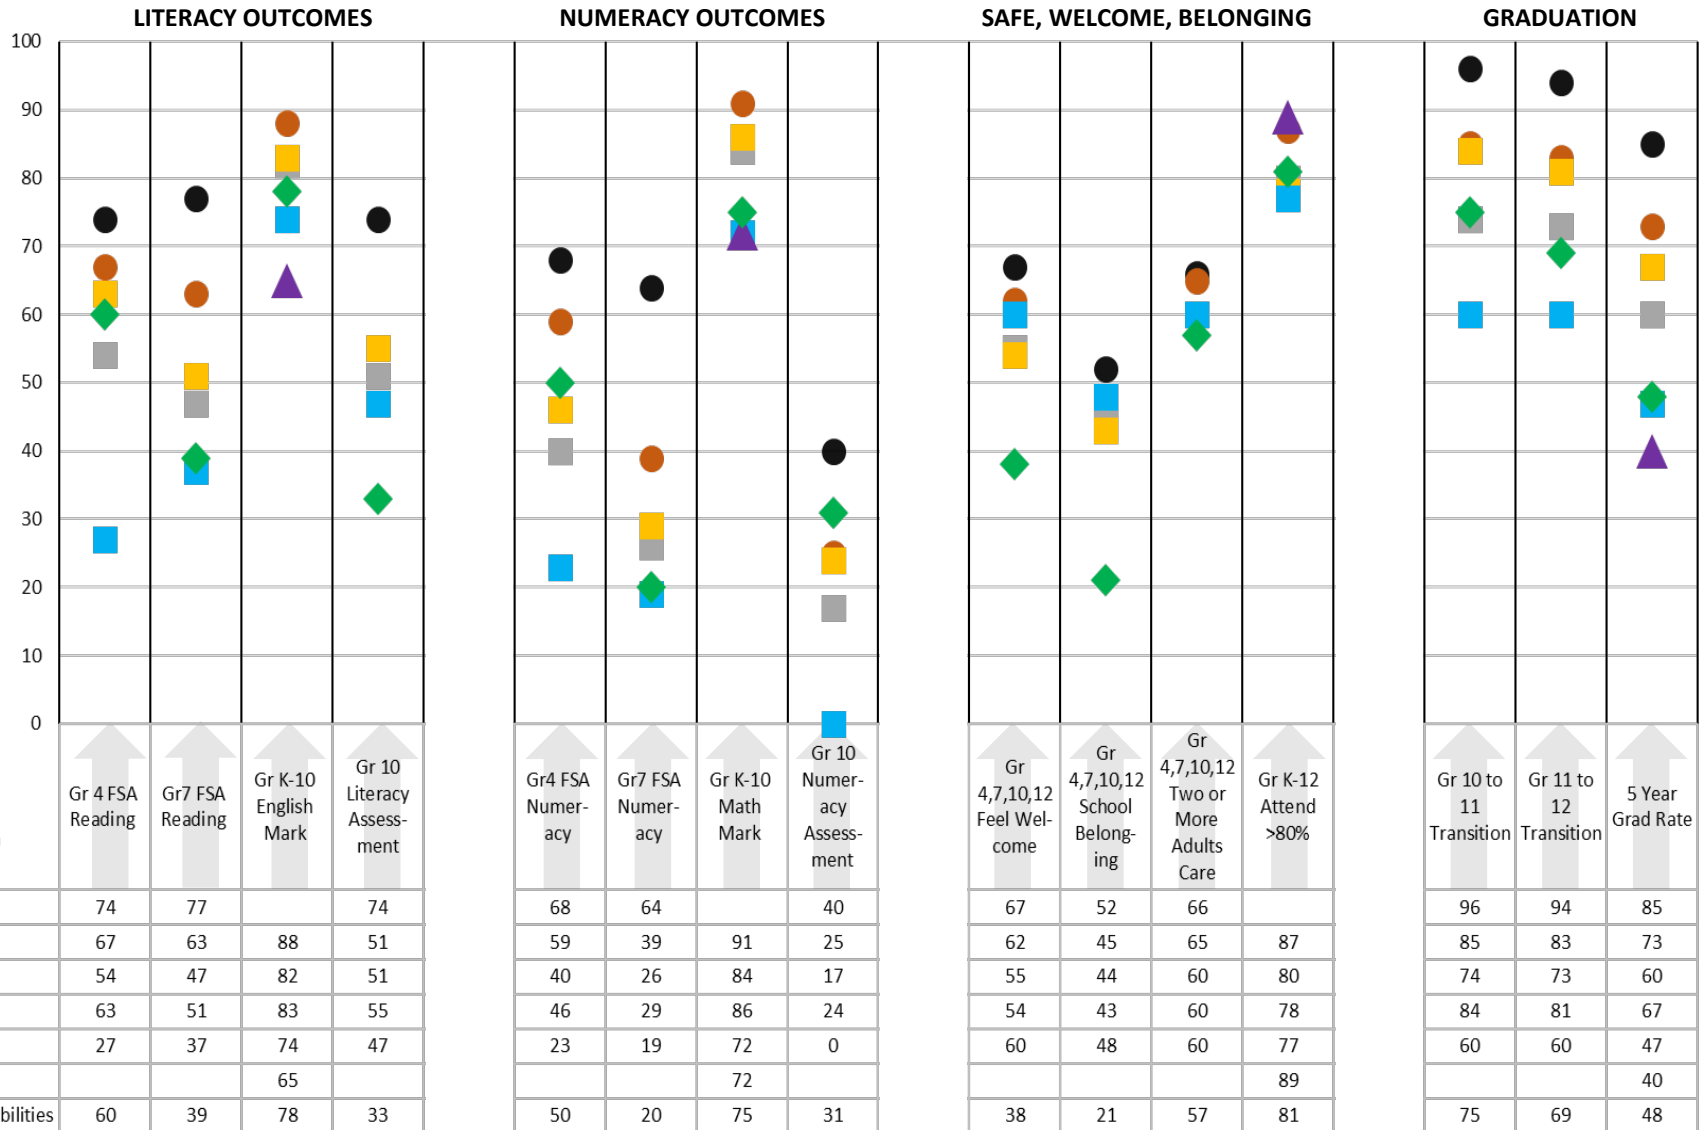 LITERACY OUTCOMES NUMERACY OUTCOMES SAFE, WELCOME, BELONGING GRADUATION
100
90
80
70
60
50
40
30
20
10
0
Gr 4 FSA
Reading
Gr7 FSA
Reading
Gr K-10
English
Mark
Gr 10
Literacy
Assess-
ment
Gr4 FSA
Numer-
acy
Gr7 FSA
Numer-
acy
Gr K-10
Math
Mark
Gr 10
Numer-
acy
Assess-
ment
Gr
4,7,10,12
Feel Wel-
come
Gr
4,7,10,12
School
Belong-
ing
Gr
4,7,10,12
Two or
More
Adults
Care
Gr K-12
Attend
>80%
Gr 10 to
11
Transition
Gr 11 to
12
Transition
5 Year
Grad Rate
74 77 74 68 64 40 67 52 66 96 94 85
67 63 88 51 59 39 91 25 62 45 65 87 85 83 73
54 47 82 51 40 26 84 17 55 44 60 80 74 73 60
63 51 83 55 46 29 86 24 54 43 60 78 84 81 67
27 37 74 47 23 19 72 0 60 48 60 77 60 60 47
65 72 89 40
bilities 60 39 78 33 50 20 75 31 38 21 57 81 75 69 48